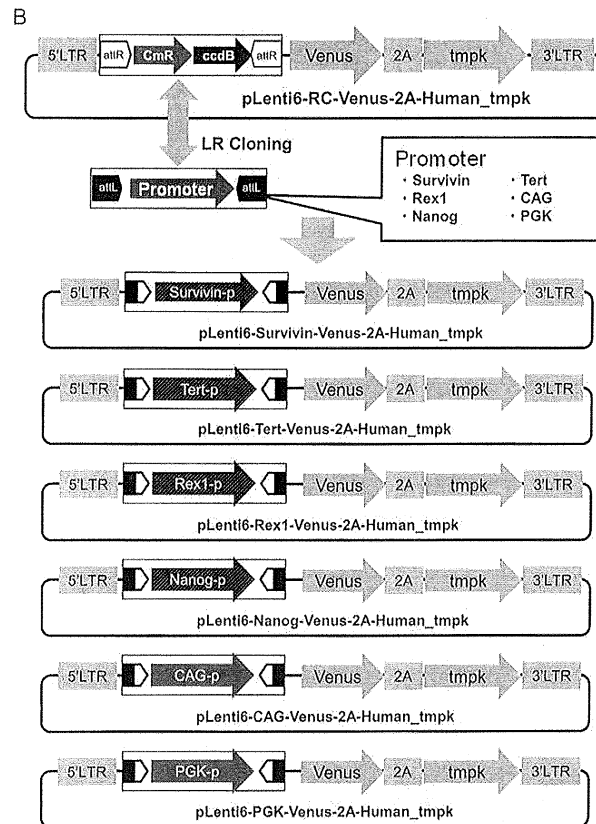 B
5'LTR attR CmR ccdB attR Venus 2A tmpk 3'LTR
pLenti6-RC-Venus-2A-Human_tmpk
LR Cloning
attL Promoter attL
Promoter
・Survivin ・Tert
・Rex1 ・CAG
・Nanog ・PGK
5'LTR Survivin-p Venus 2A tmpk 3'LTR
pLenti6-Survivin-Venus-2A-Human_tmpk
5'LTR Tert-p Venus 2A tmpk 3'LTR
pLenti6-Tert-Venus-2A-Human_tmpk
5'LTR Rex1-p Venus 2A tmpk 3'LTR
pLenti6-Rex1-Venus-2A-Human_tmpk
5'LTR Nanog-p Venus 2A tmpk 3'LTR
pLenti6-Nanog-Venus-2A-Human_tmpk
5'LTR CAG-p Venus 2A tmpk 3'LTR
pLenti6-CAG-Venus-2A-Human_tmpk
5'LTR PGK-p Venus 2A tmpk 3'LTR
pLenti6-PGK-Venus-2A-Human_tmpk